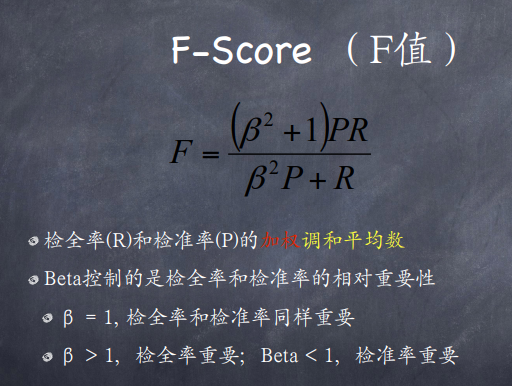 F-Score （F值）
F = (β² +1)PR / β² P + R
检全率(R)和检准率(P)的加权调和平均数
Beta控制的是检全率和检准率的相对重要性
β = 1, 检全率和检准率同样重要
β > 1, 检全率重要; Beta < 1, 检准率重要